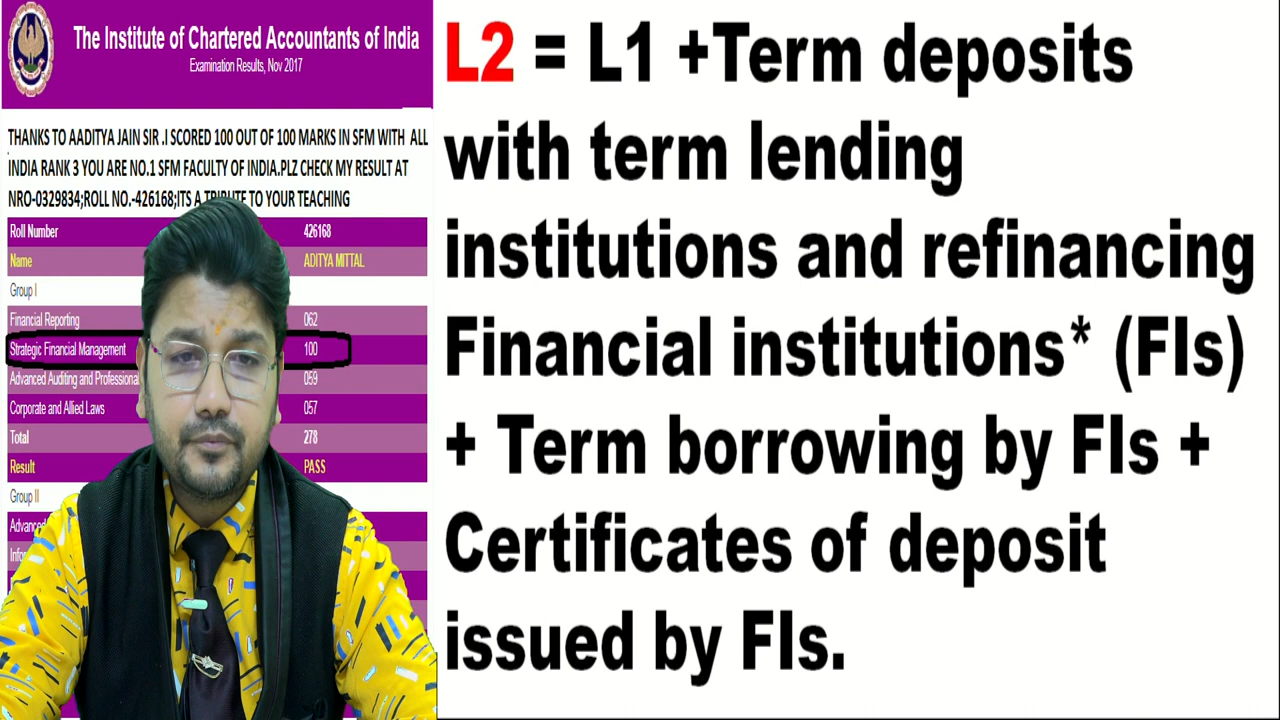 The Institute of Chartered Accountants of India
Examination Results, Nov 2017
THANKS TO AADITYA JAIN SIR .I SCORED 100 OUT OF 100 MARKS IN SFM WITH ALL
INDIA RANK 3 YOU ARE NO.1 SFM FACULTY OF INDIA.PLZ CHECK MY RESULT AT
NRO-0329834;ROLL NO.-426168;ITS A TRIBUTE TO YOUR TEACHING
Roll Number 426168
Name ADITYA MITTAL
Group I
Financial Reporting 062
Strategic Financial Management 100
Advanced Auditing and Professional 059
Corporate and Allied Laws 057
Total 278
Result PASS
Group II
L2 = L1 +Term deposits
with term lending
institutions and refinancing
Financial institutions* (FIs)
+ Term borrowing by FIs +
Certificates of deposit
issued by FIs.